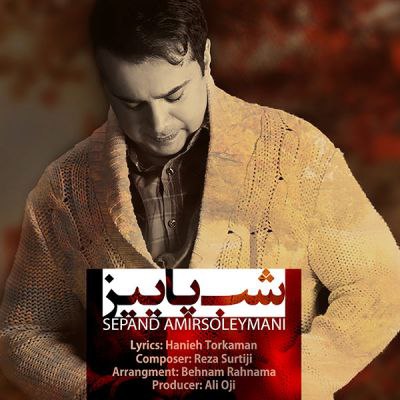 شب پاییز
SEPAND AMIRSOLEYMANI
Lyrics: Hanieh Torkaman
Composer: Reza Surtiji
Arrangment: Behnam Rahnama
Producer: Ali Oji